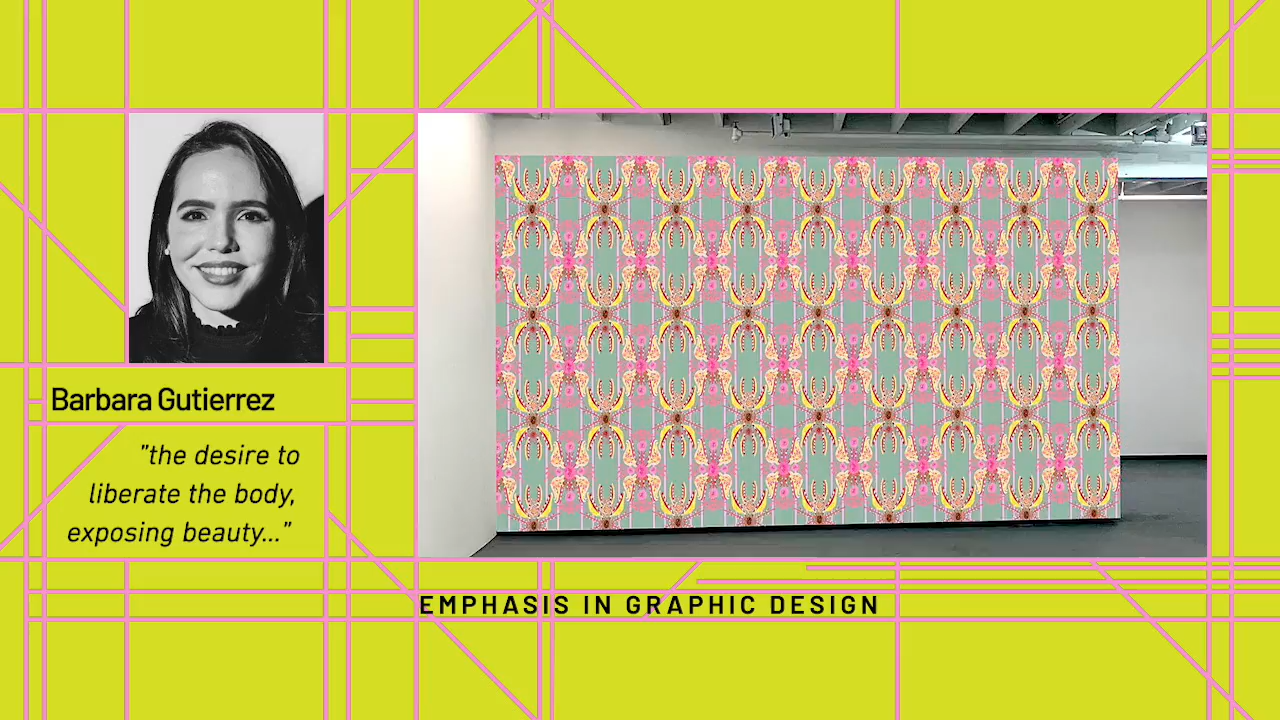 Barbara Gutierrez
"the desire to
liberate the body,
exposing beauty..."
EMPHASIS IN GRAPHIC DESIGN